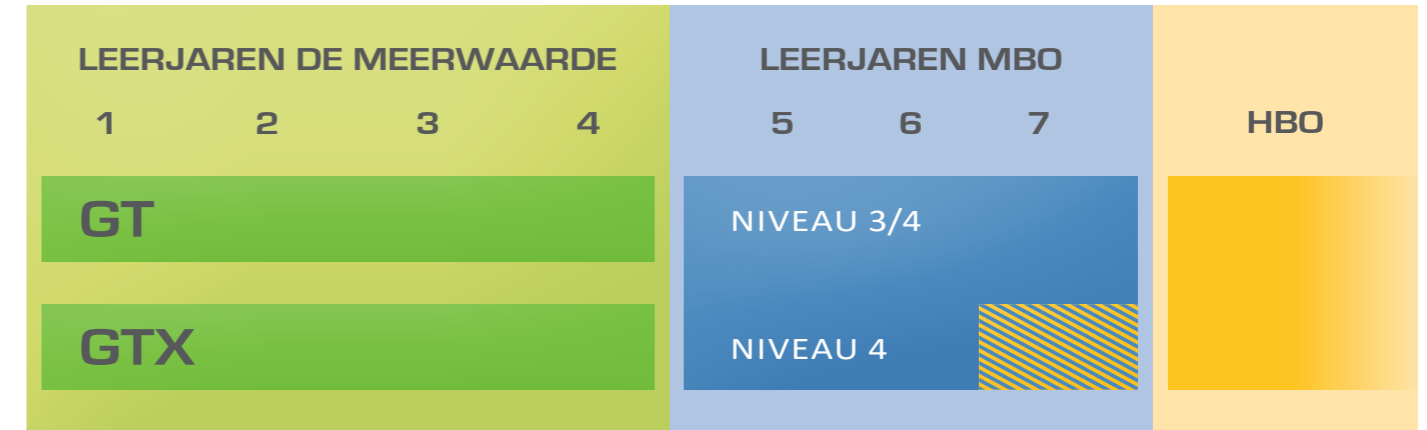 LEERJAREN DE MEERWAARDE
1 2 3 4
LEERJAREN MBO
5 6 7
HBO
GT
NIVEAU 3/4
GTX
NIVEAU 4